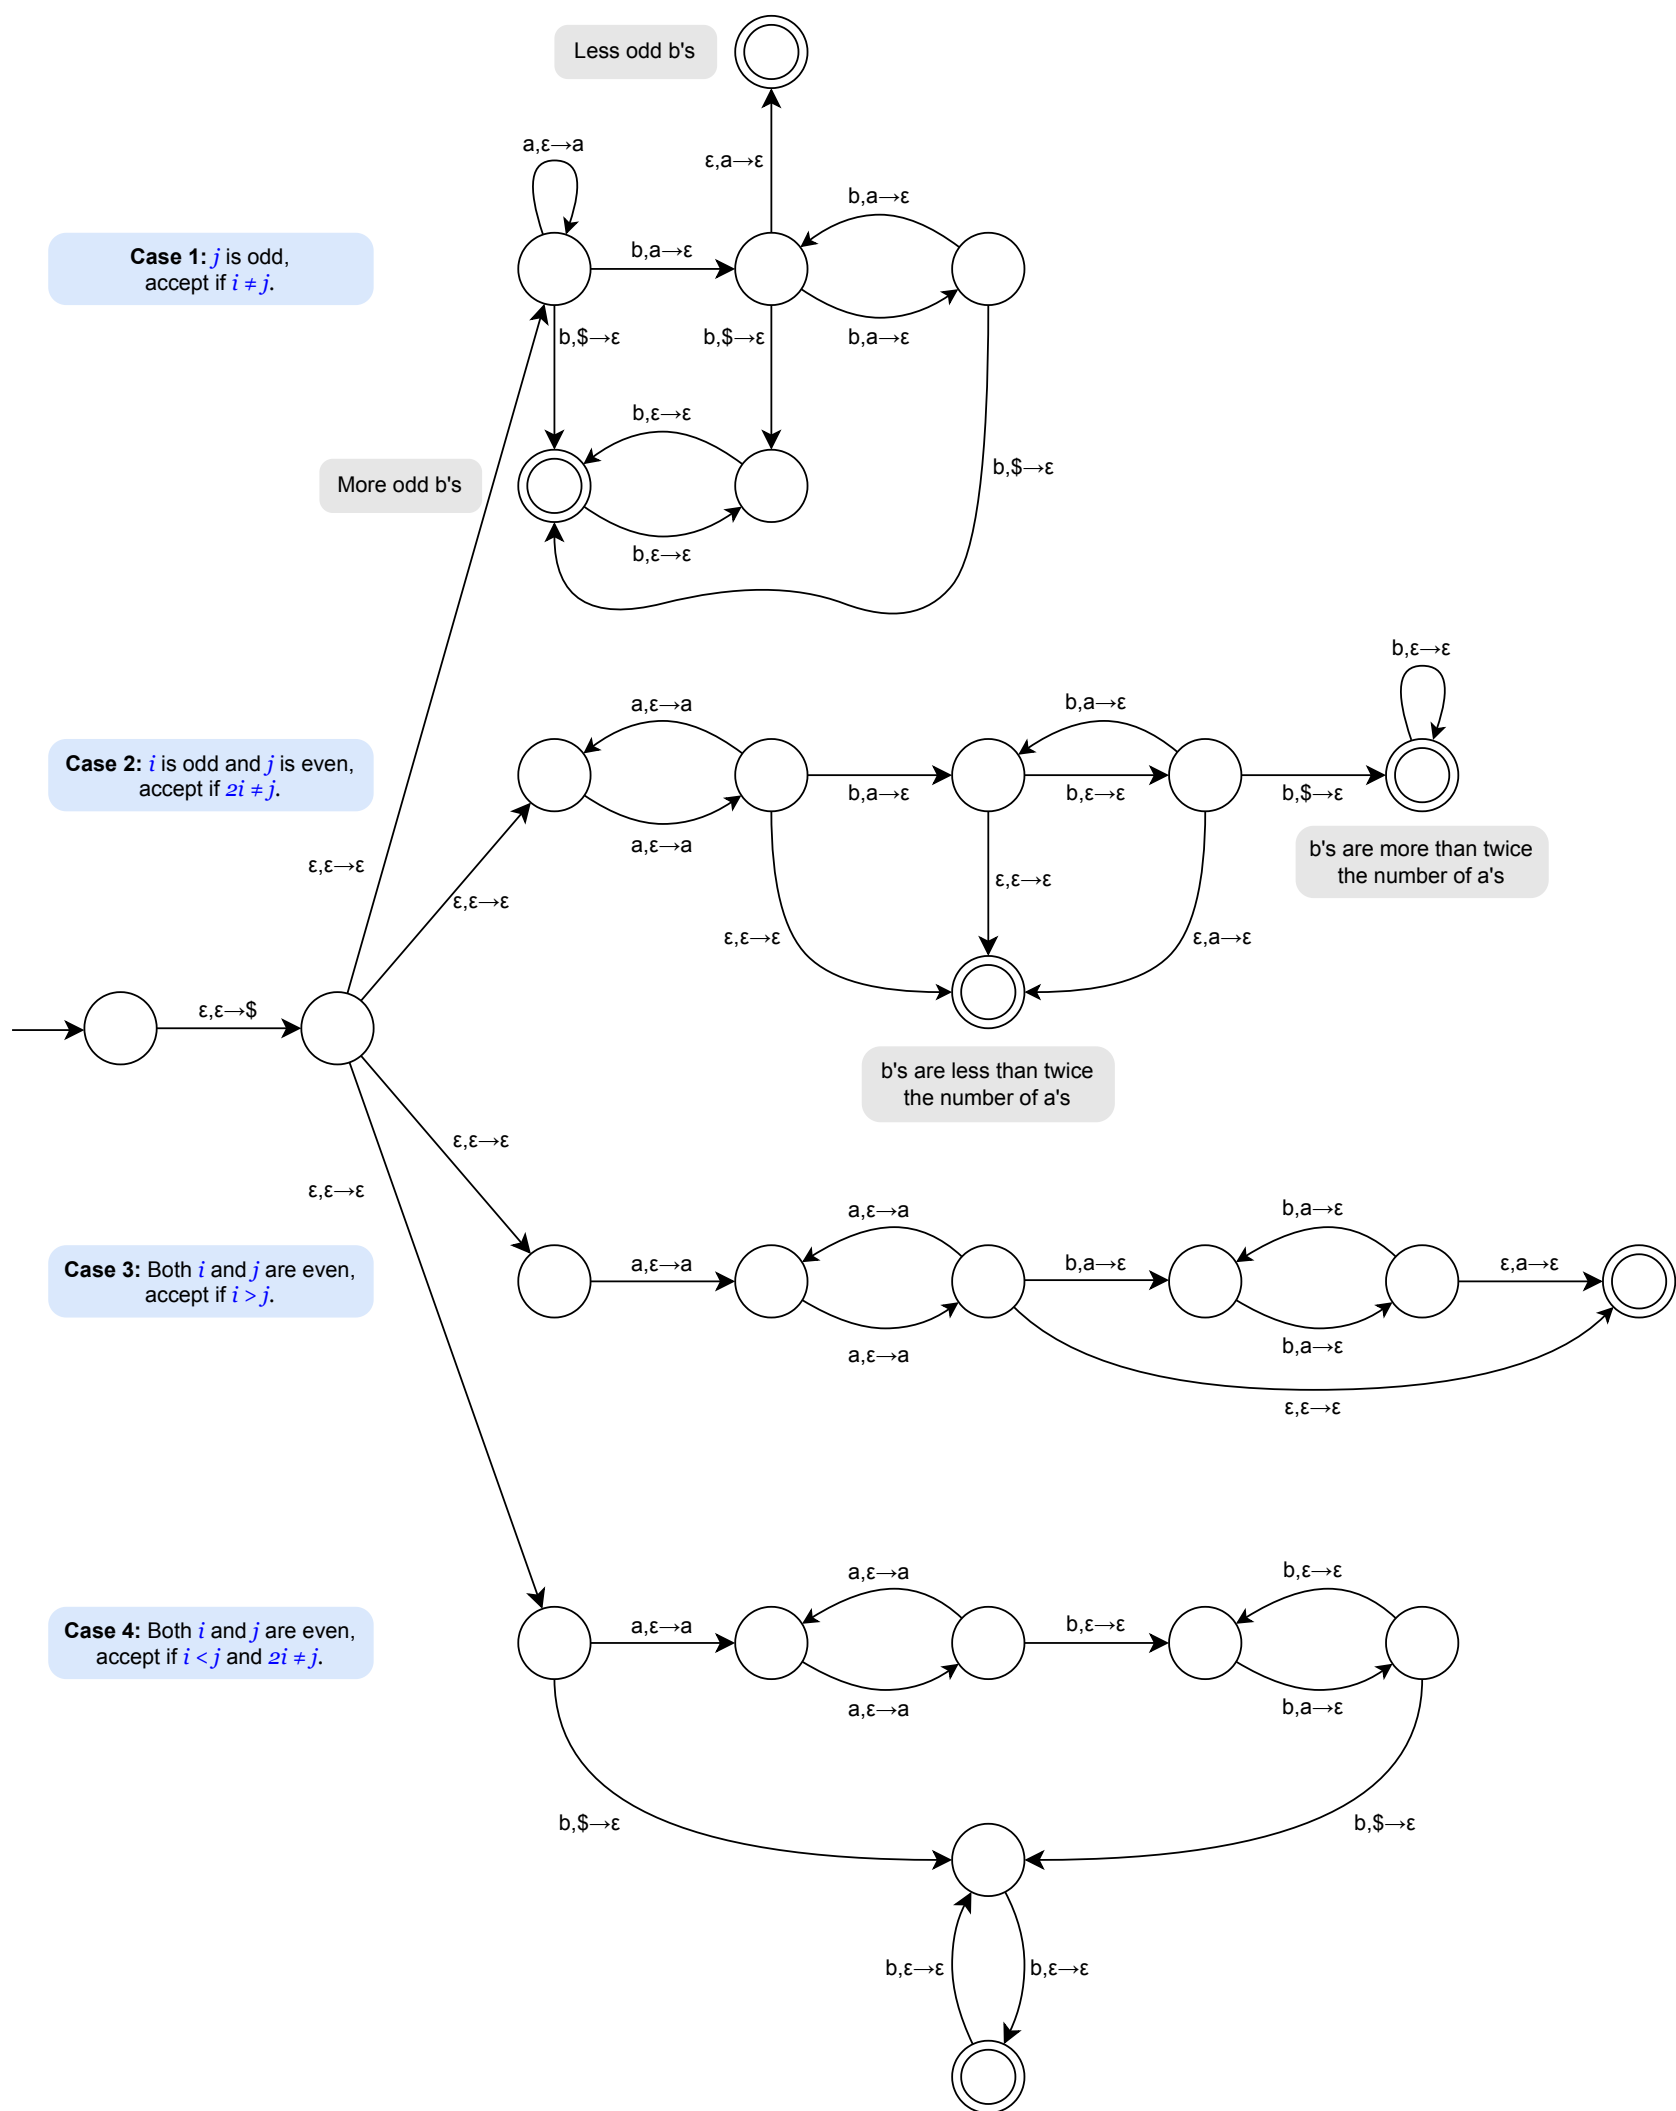 Less odd b's
a,ε→a
ε,a→ε
b,a→ε
Case 1: j is odd,
accept if i ≠ j.
b,a→ε
b,$→ε
b,$→ε
b,a→ε
b,ε→ε
More odd b's
b,$→ε
b,ε→ε
b,ε→ε
a,ε→a
b,a→ε
Case 2: i is odd and j is even,
accept if 2i ≠ j.
b,a→ε
b,ε→ε
b,$→ε
a,ε→a
b's are more than twice
the number of a's
ε,ε→ε
ε,ε→ε
ε,ε→ε
ε,ε→ε
ε,a→ε
ε,ε→$
b's are less than twice
the number of a's
ε,ε→ε
ε,ε→ε
a,ε→a
b,a→ε
Case 3: Both i and j are even,
accept if i > j.
a,ε→a
b,a→ε
ε,a→ε
a,ε→a
b,a→ε
ε,ε→ε
a,ε→a
b,ε→ε
Case 4: Both i and j are even,
accept if i < j and 2i ≠ j.
a,ε→a
b,ε→ε
a,ε→a
b,a→ε
b,$→ε
b,$→ε
b,ε→ε
b,ε→ε